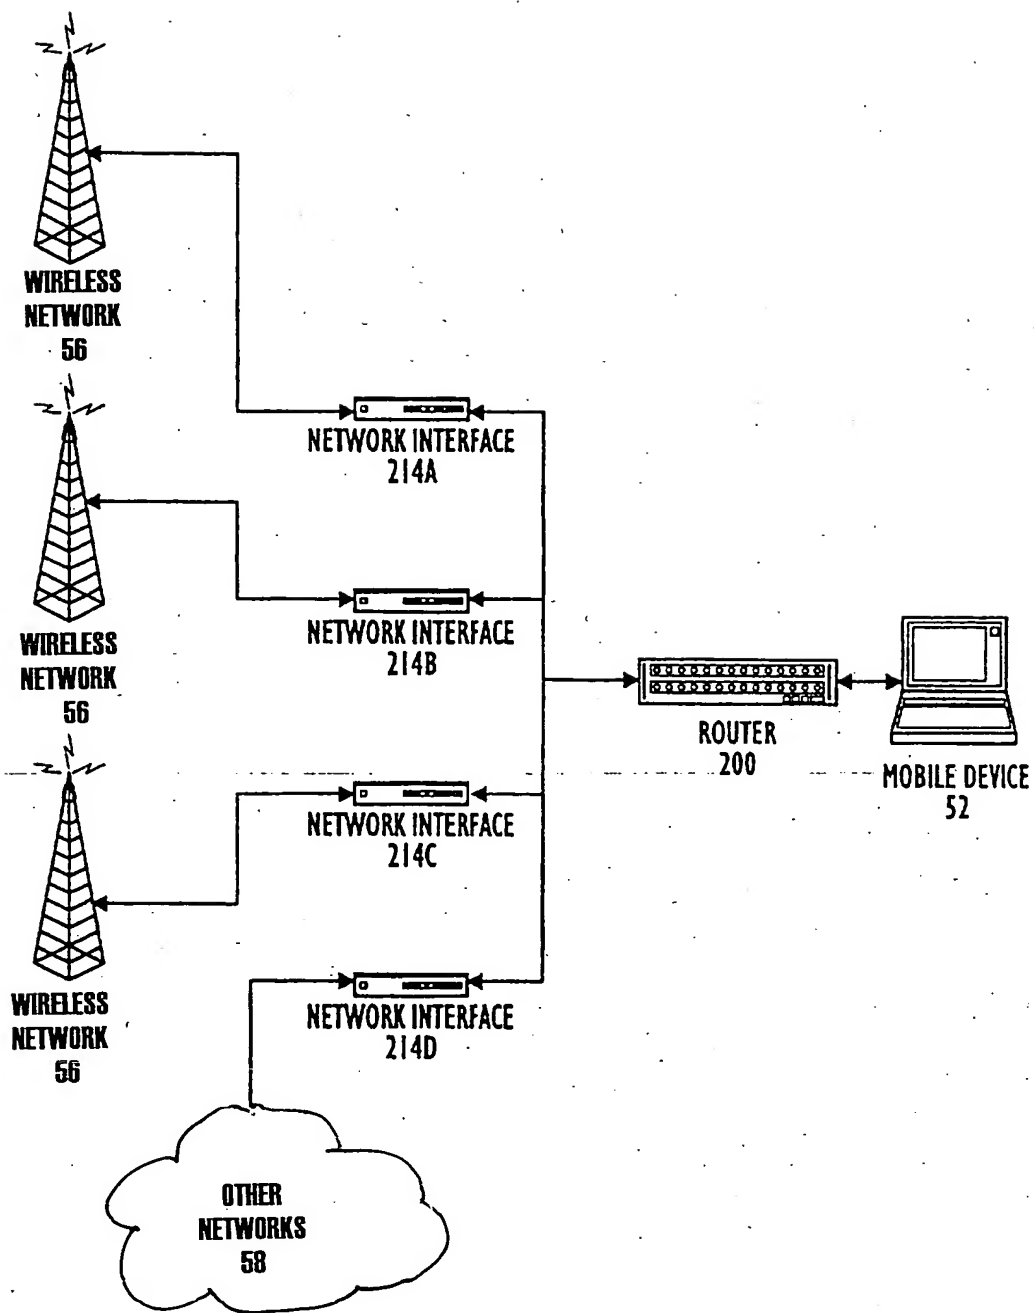 WIRELESS
NETWORK
56
NETWORK INTERFACE
214A
WIRELESS
NETWORK
56
NETWORK INTERFACE
214B
ROUTER
200
MOBILE DEVICE
52
NETWORK INTERFACE
214C
WIRELESS
NETWORK
56
NETWORK INTERFACE
214D
OTHER
NETWORKS
58